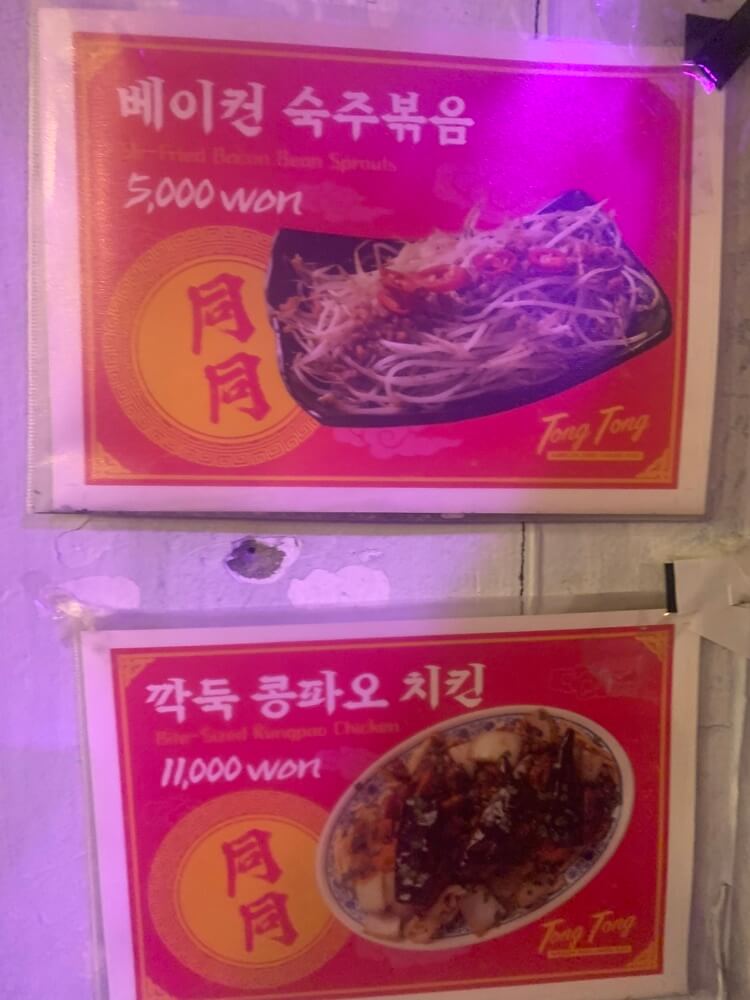 베이컨 숙주볶음
Stir-Fried Bacon Bean Sprouts
5,000 won
同
同
Tong Tong
깍둑 콩파오 치킨
Bite-Sized Kungpao Chicken
11,000 won
同
同
Tong Tong